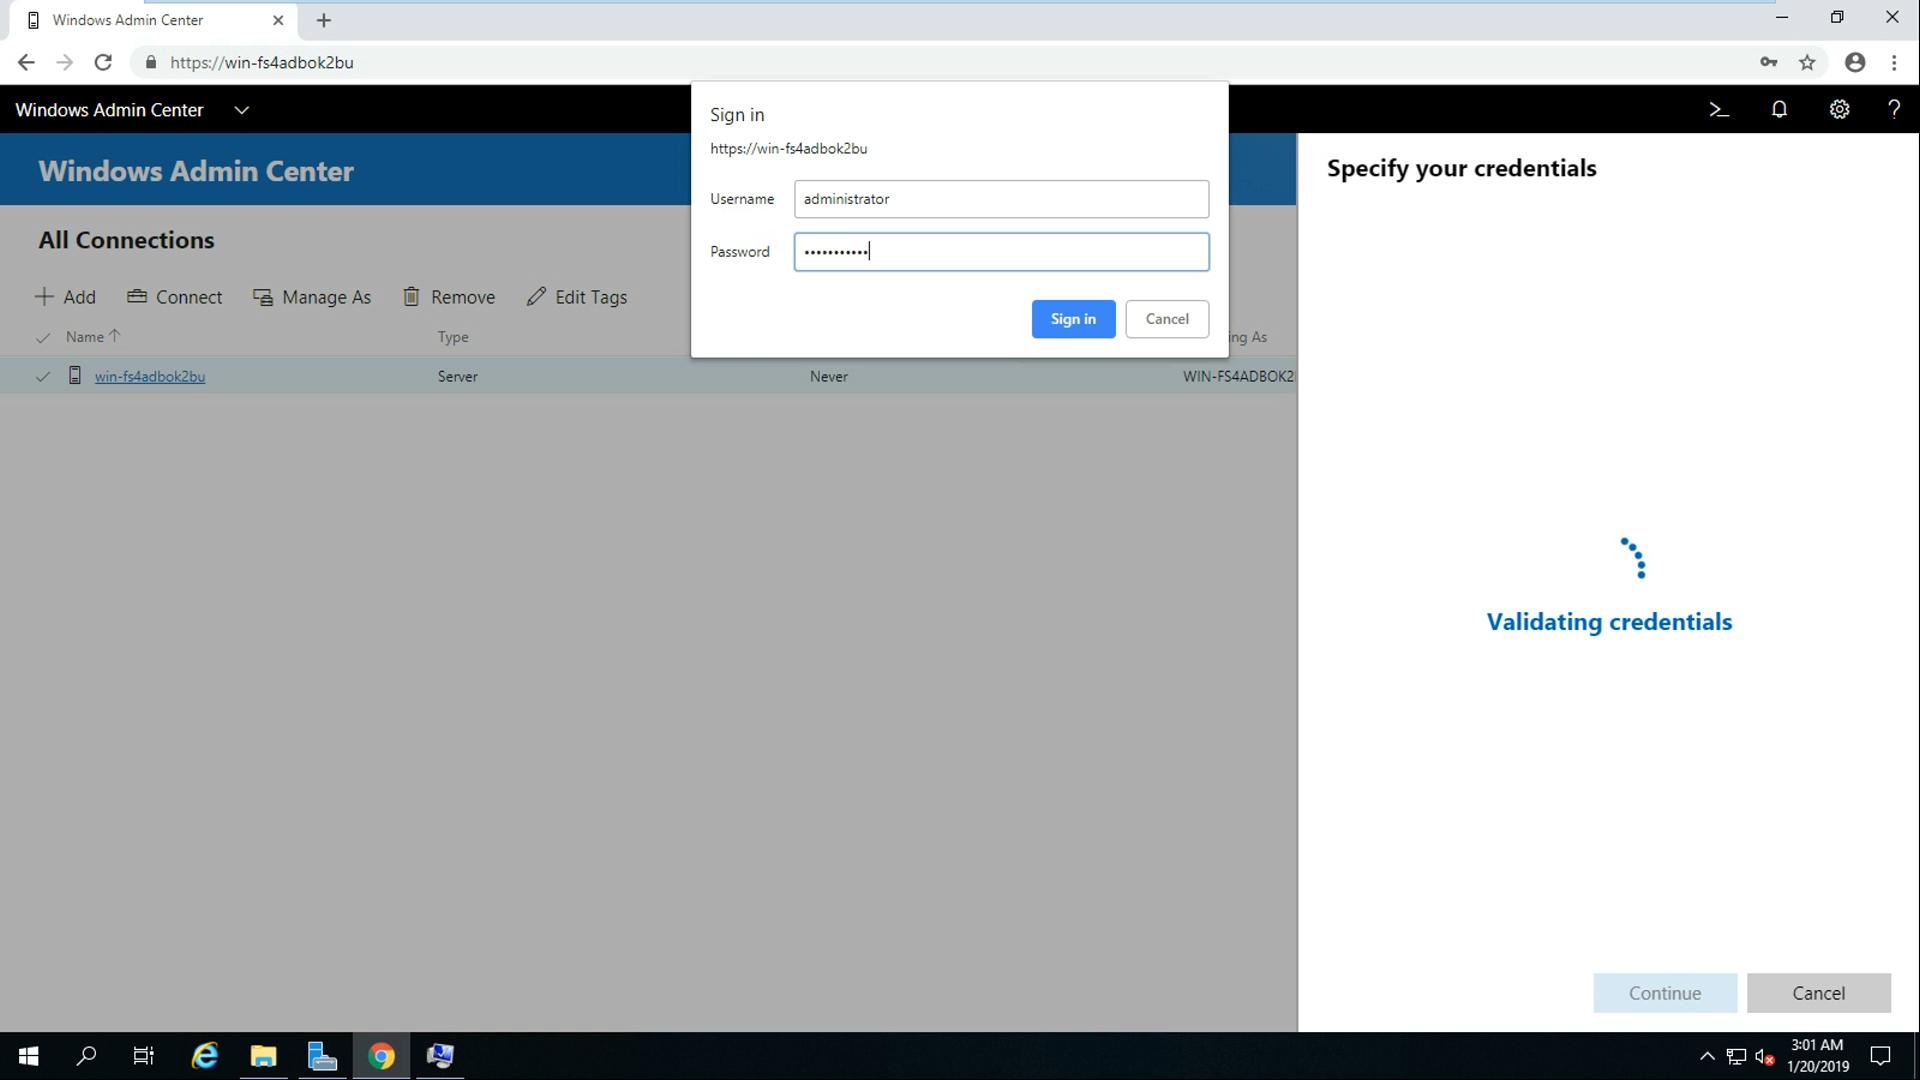 Windows Admin Center
https://win-fs4adbok2bu
Windows Admin Center
Windows Admin Center
Sign in
https://win-fs4adbok2bu
Username administrator
Password •••••••••••
Sign in Cancel
Specify your credentials
All Connections
Add Connect Manage As Remove Edit Tags
Name Type ing As
win-fs4adbok2bu Server Never WIN-FS4ADBOK2
Validating credentials
Continue Cancel
3:01 AM
1/20/2019